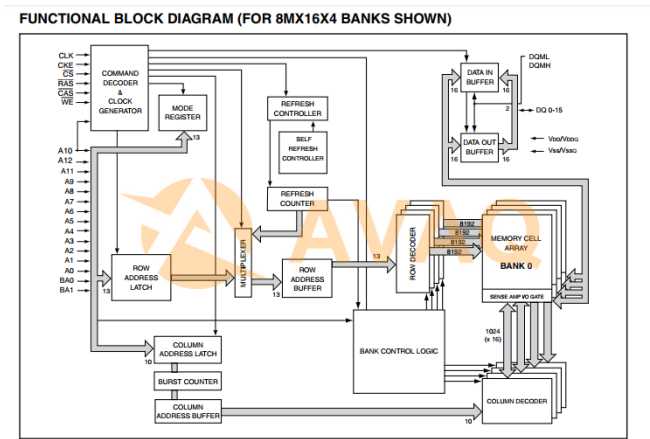 FUNCTIONAL BLOCK DIAGRAM (FOR 8MX16X4 BANKS SHOWN)
CLK
CKE
CS
RAS
CAS
WE
COMMAND
DECODER
&
CLOCK
GENERATOR
MODE
REGISTER
13
REFRESH
CONTROLLER
SELF
REFRESH
CONTROLLER
REFRESH
COUNTER
DATA IN
BUFFER
16
16
DQML
DQMH
2
DQ 0-15
DATA OUT
BUFFER
16
16
VDD/VDDQ
Vss/VssQ
A10
A12
A11
A9
A8
A7
A6
A5
A4
A3
A2
A1
A0
BA0
BA1
13
ROW
ADDRESS
LATCH
MULTIPLEXER
13
ROW
ADDRESS
BUFFER
13
ROW DECODER
8192
8192
8192
8192
MEMORY CELL
ARRAY
BANK 0
SENSE AMP I/O GATE
AVAQ
COLUMN
ADDRESS LATCH
10
BURST COUNTER
COLUMN
ADDRESS BUFFER
BANK CONTROL LOGIC
1024
(x 16)
COLUMN DECODER
10